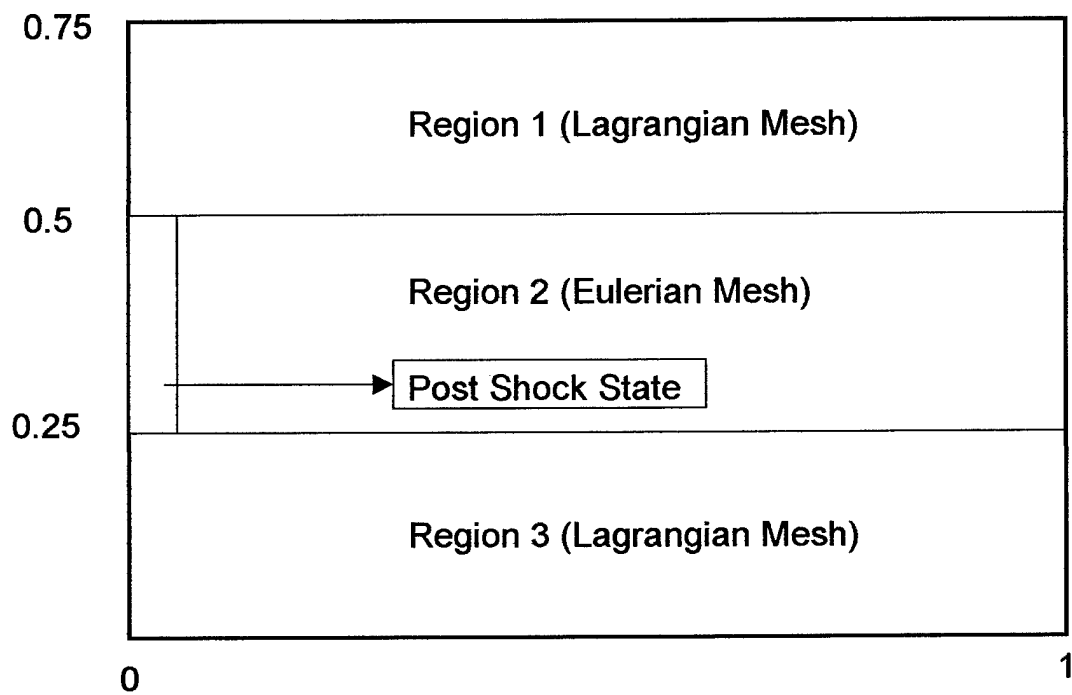 0.75
Region 1 (Lagrangian Mesh)
0.5
Region 2 (Eulerian Mesh)
Post Shock State
0.25
Region 3 (Lagrangian Mesh)
0
1